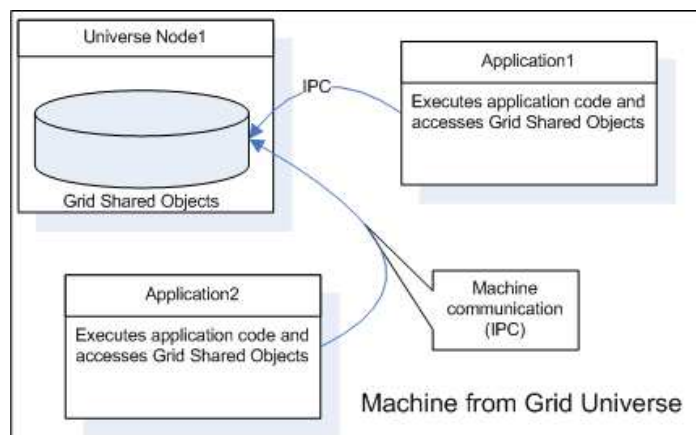 Universe Node1
Grid Shared Objects
IPC
Application1
Executes application code and
accesses Grid Shared Objects
Application2
Executes application code and
accesses Grid Shared Objects
Machine
communication
(IPC)
Machine from Grid Universe